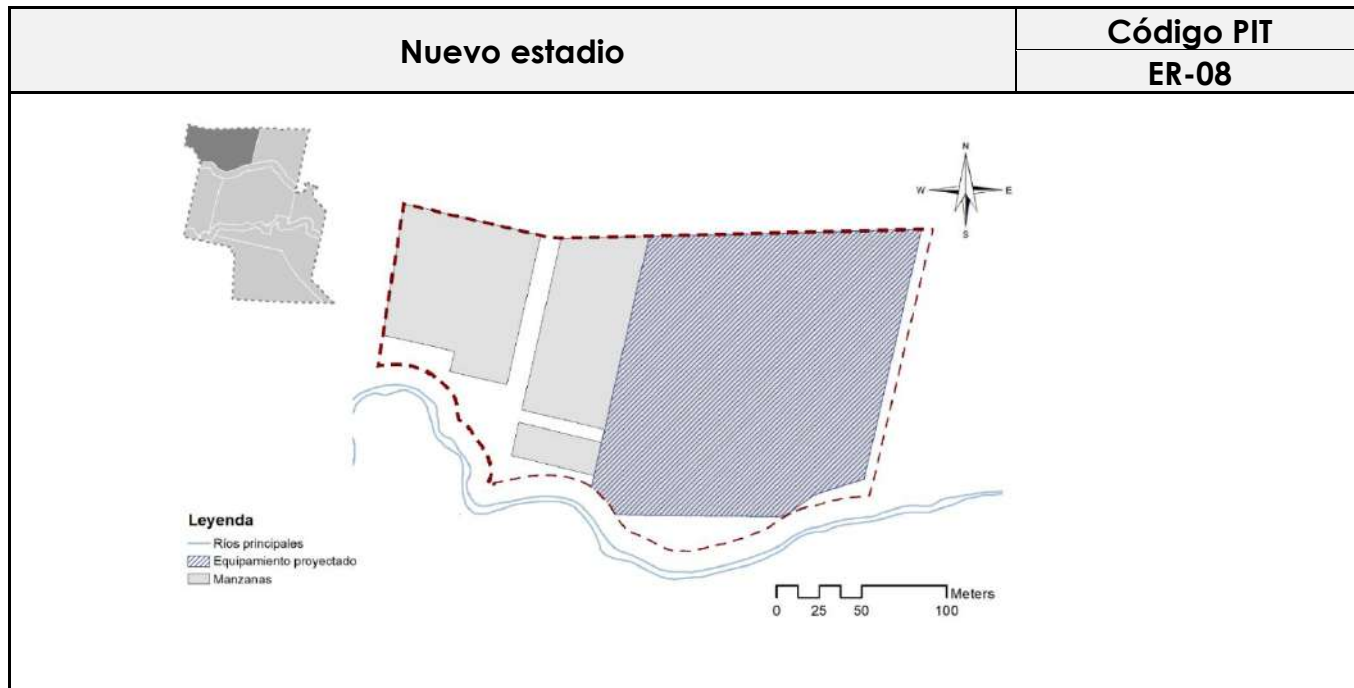 Nuevo estadio
Código PIT
ER-08
N
W
E
S
Leyenda
Ríos principales
Equipamiento proyectado
Manzanas
Meters
0 25 50 100